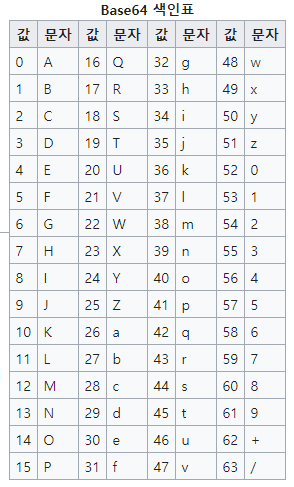 Base64 색인표
값 문자 값 문자 값 문자 값 문자
0 A 16 Q 32 g 48 w
1 B 17 R 33 h 49 x
2 C 18 S 34 i 50 y
3 D 19 T 35 j 51 z
4 E 20 U 36 k 52 0
5 F 21 V 37 l 53 1
6 G 22 W 38 m 54 2
7 H 23 X 39 n 55 3
8 I 24 Y 40 o 56 4
9 J 25 Z 41 p 57 5
10 K 26 a 42 q 58 6
11 L 27 b 43 r 59 7
12 M 28 c 44 s 60 8
13 N 29 d 45 t 61 9
14 O 30 e 46 u 62 +
15 P 31 f 47 v 63 /